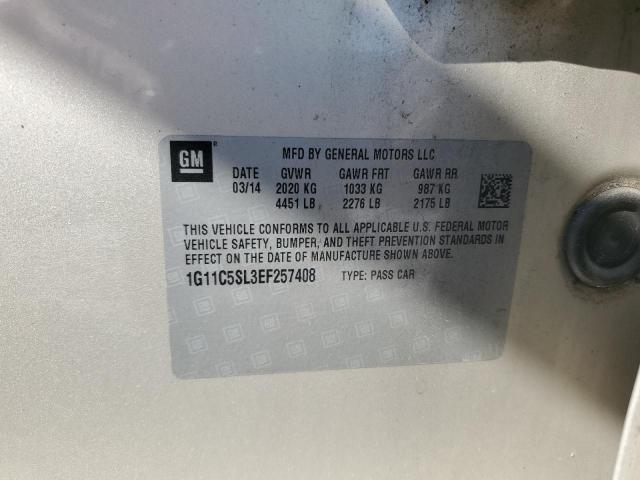 GM®
MFD BY GENERAL MOTORS LLC
DATE GVWR GAWR FRT GAWR RR
03/14 2020 KG 1033 KG 987 KG
4451 LB 2276 LB 2175 LB
THIS VEHICLE CONFORMS TO ALL APPLICABLE U.S. FEDERAL MOTOR
VEHICLE SAFETY, BUMPER, AND THEFT PREVENTION STANDARDS IN
EFFECT ON THE DATE OF MANUFACTURE SHOWN ABOVE.
1G11C5SL3EF257408 TYPE: PASS CAR